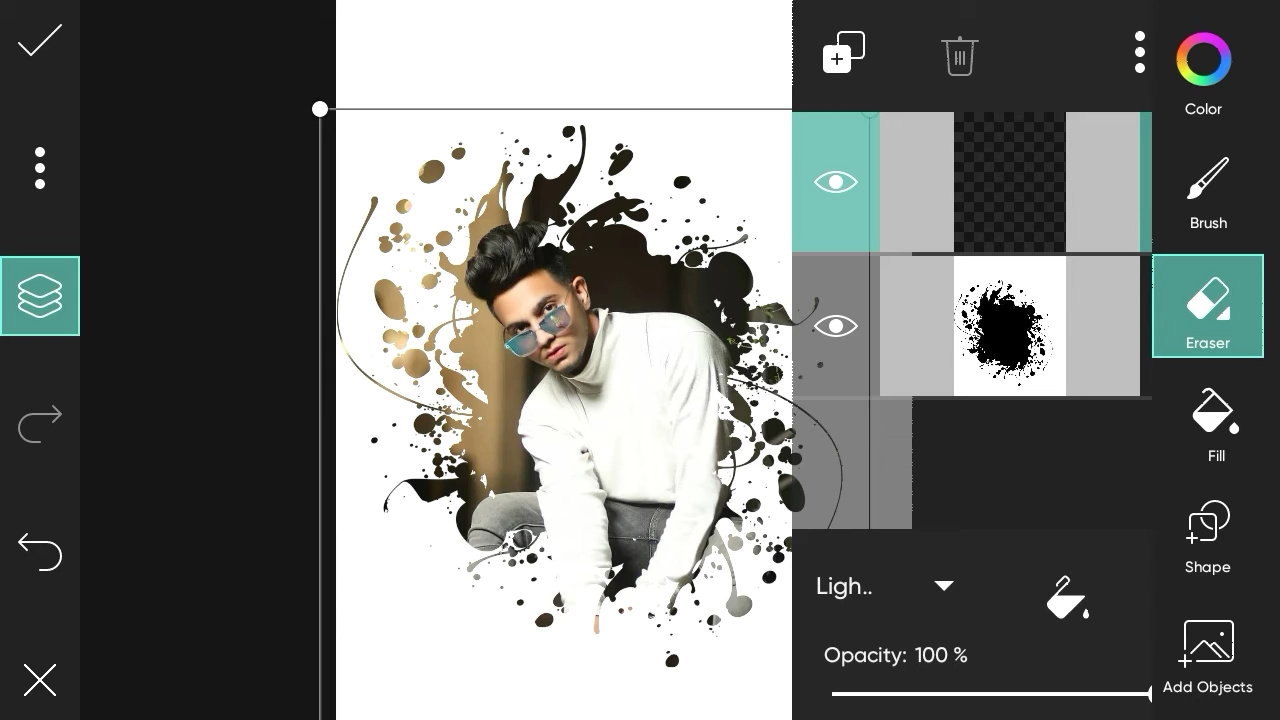 Color
Brush
Eraser
Fill
Shape
Add Objects
Ligh..
Opacity: 100 %